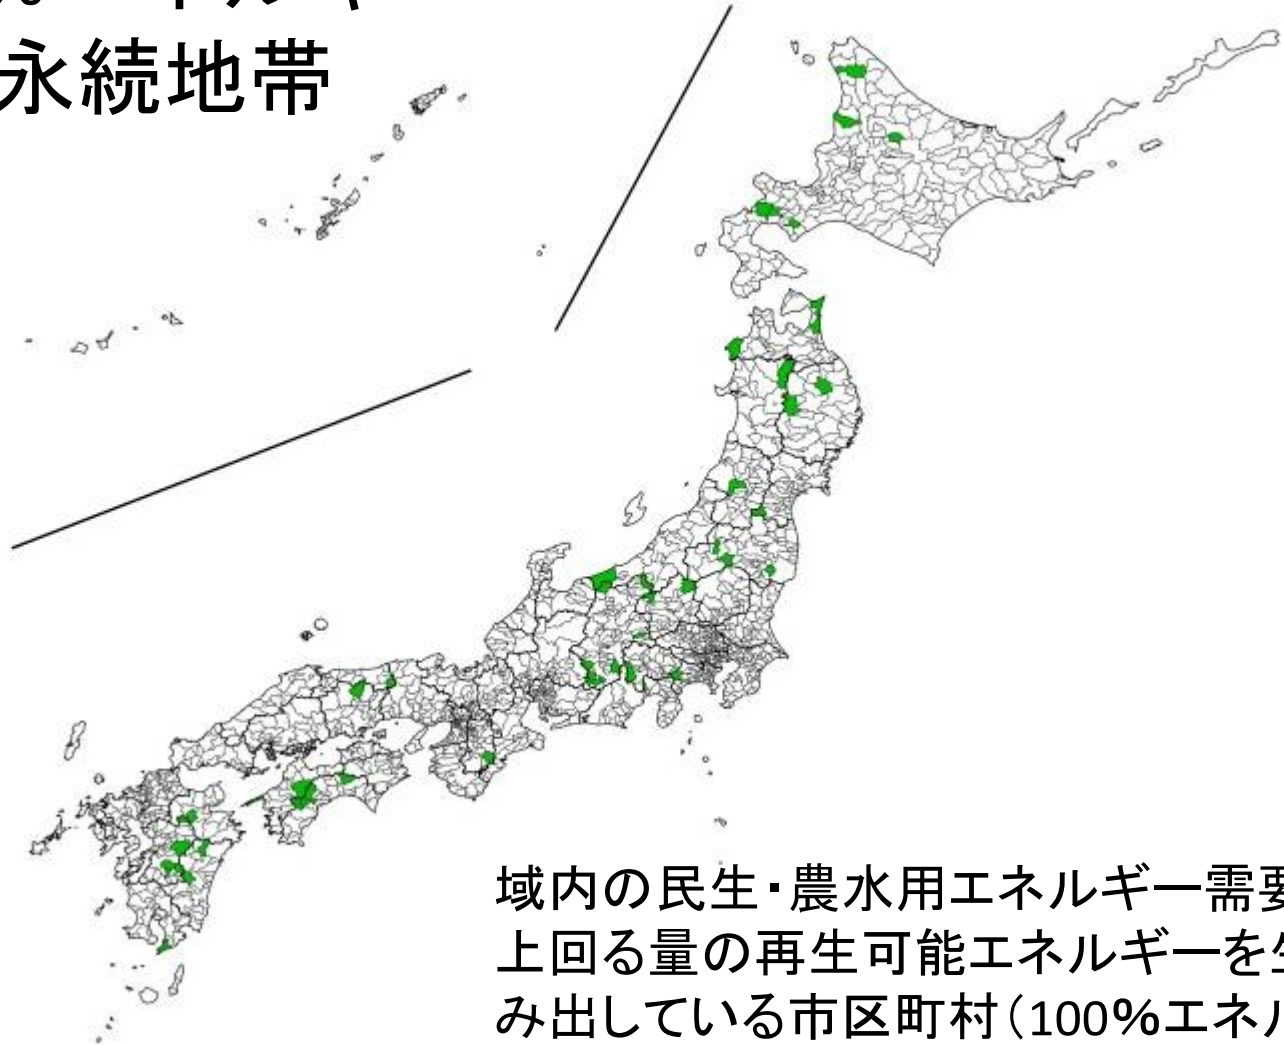 永続地帯
域内の民生・農水用エネルギー需要
上回る量の再生可能エネルギーを生
み出している市区町村（100％エネル